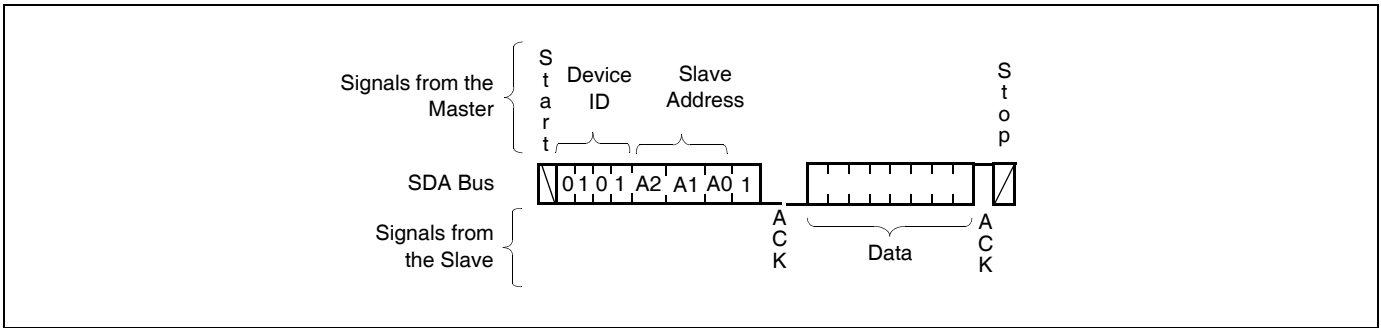 Signals from the
Master
Start
Device
ID
Slave
Address
Stop
SDA Bus
0 1 0 1 A2 A1 A0 1
Signals from
the Slave
ACK
Data
ACK